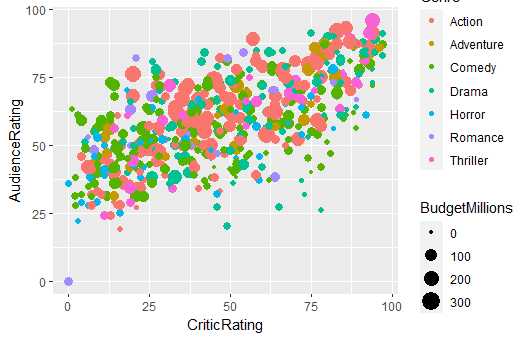 Genre
Action
Adventure
Comedy
Drama
Horror
Romance
Thriller
BudgetMillions
0
100
200
300
AudienceRating
100
75
50
25
0
0
25
50
75
100
CriticRating